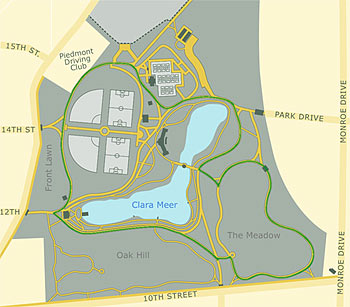 15TH ST.
Piedmont
Driving
Club
14TH ST
Front Lawn
PARK DRIVE
MONROE DRIVE
12TH
Clara Meer
The Meadow
Oak Hill
10TH STREET
MONROE DRIVE